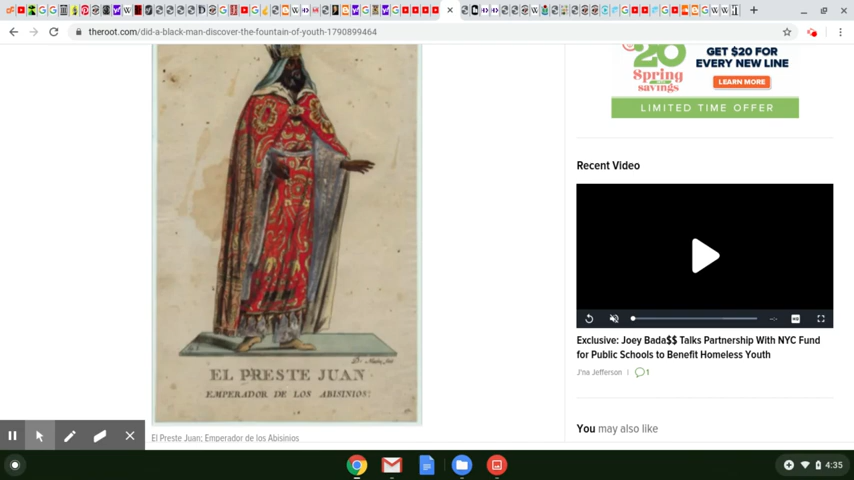 theroot.com/did-a-black-man-discover-the-fountain-of-youth-1790899464
20
Spring
savings
GET $20 FOR
EVERY NEW LINE
LEARN MORE
LIMITED TIME OFFER
EL PRESTE JUAN
EMPERADOR DE LOS ABISINIOS:
El Preste Juan; Emperador de los Abisinios
Recent Video
Exclusive: Joey Bada$$ Talks Partnership With NYC Fund
for Public Schools to Benefit Homeless Youth
J'na Jefferson | 1
You may also like
4:35